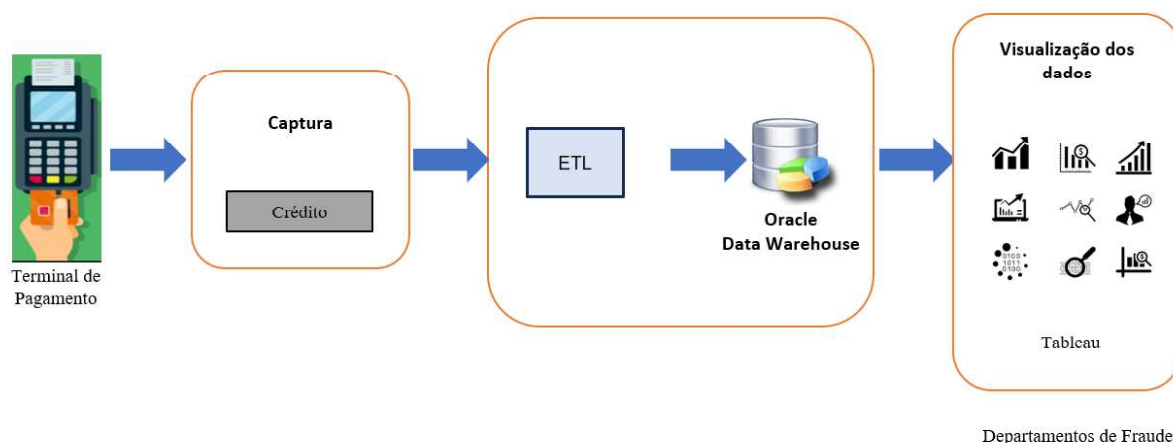 Terminal de
Pagamento
Captura
Crédito
ETL
Oracle
Data Warehouse
Visualização dos
dados
Tableau
Departamentos de Fraude